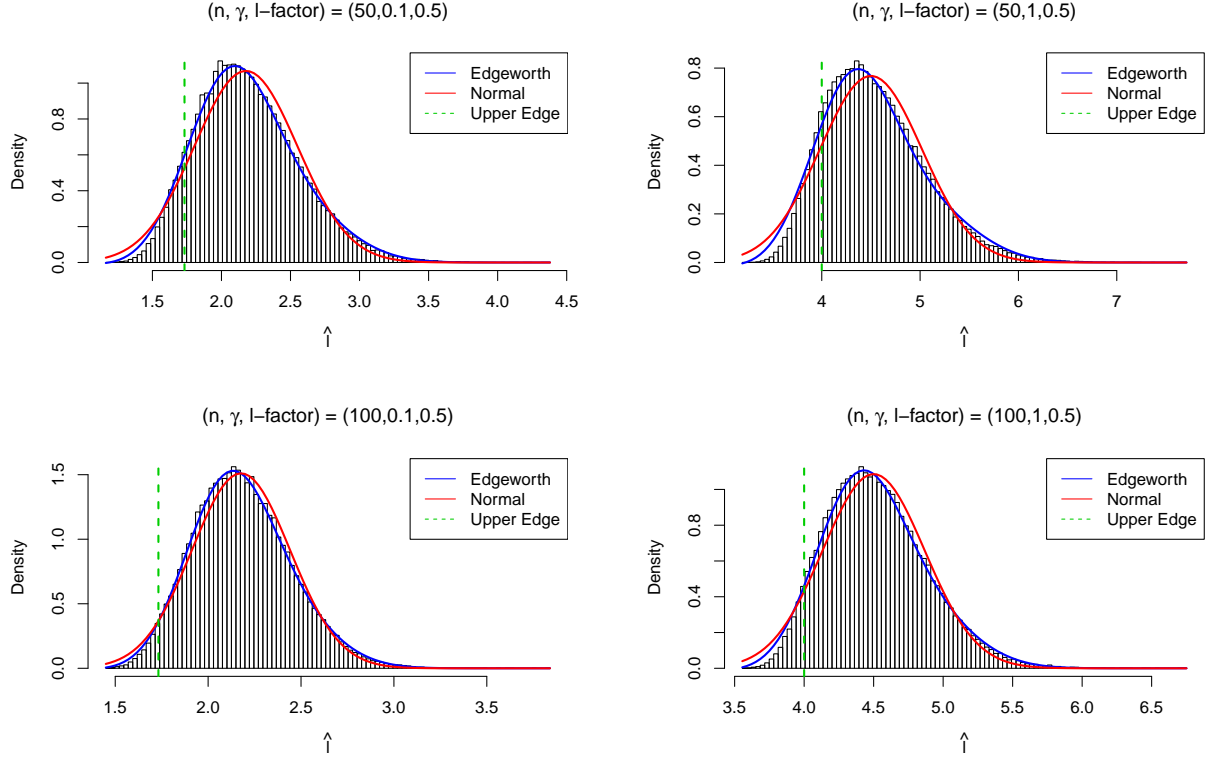 (n, γ, l−factor) = (50,0.1,0.5)
Density
0.0
0.4
0.8
Edgeworth
Normal
Upper Edge
1.5 2.0 2.5 3.0 3.5 4.0 4.5
l̂
(n, γ, l−factor) = (50,1,0.5)
Density
0.0
0.2
0.4
0.6
0.8
Edgeworth
Normal
Upper Edge
4 5 6 7
l̂
(n, γ, l−factor) = (100,0.1,0.5)
Density
0.0
0.5
1.0
1.5
Edgeworth
Normal
Upper Edge
1.5 2.0 2.5 3.0 3.5
l̂
(n, γ, l−factor) = (100,1,0.5)
Density
0.0
0.4
0.8
Edgeworth
Normal
Upper Edge
3.5 4.0 4.5 5.0 5.5 6.0 6.5
l̂